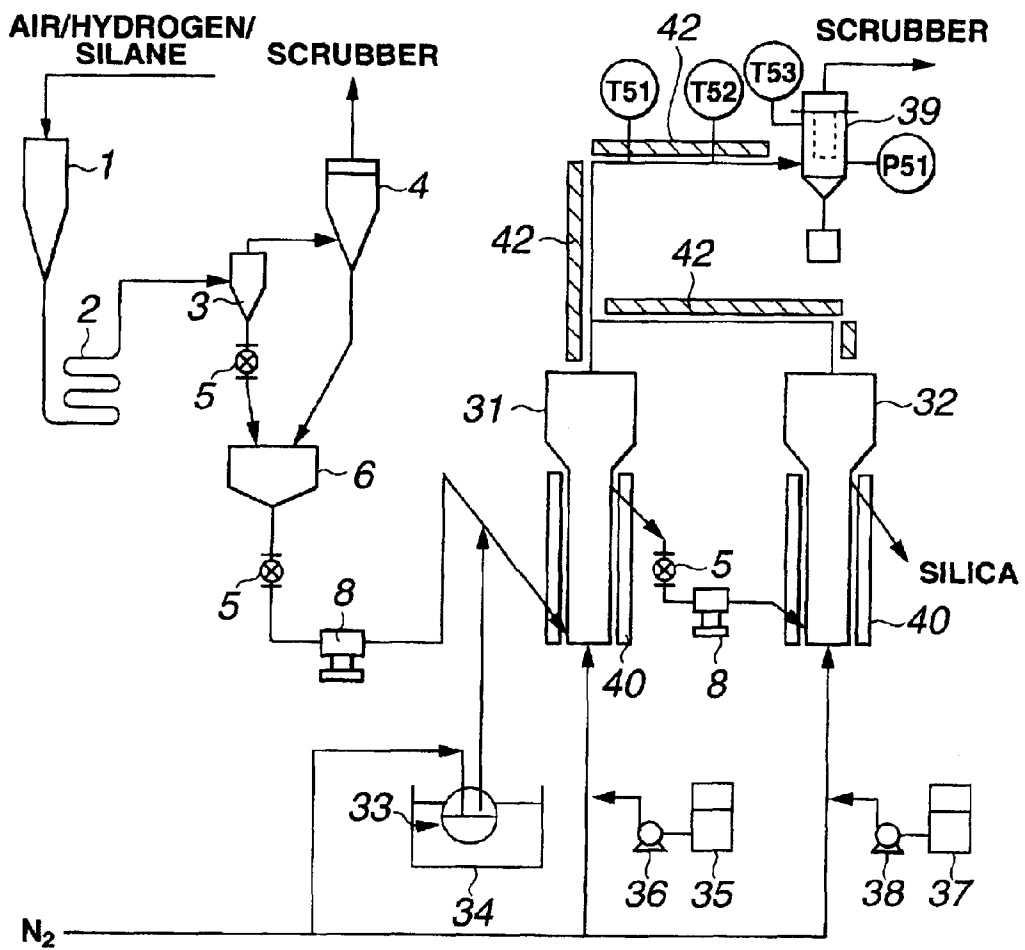 AIR/HYDROGEN/
SILANE
SCRUBBER
42
SCRUBBER
T51
T52
T53
1
4
42
39
P51
42
42
3
2
5
31
32
6
5
5
SILICA
8
40
8
40
33
34
36
35
38
37
N₂